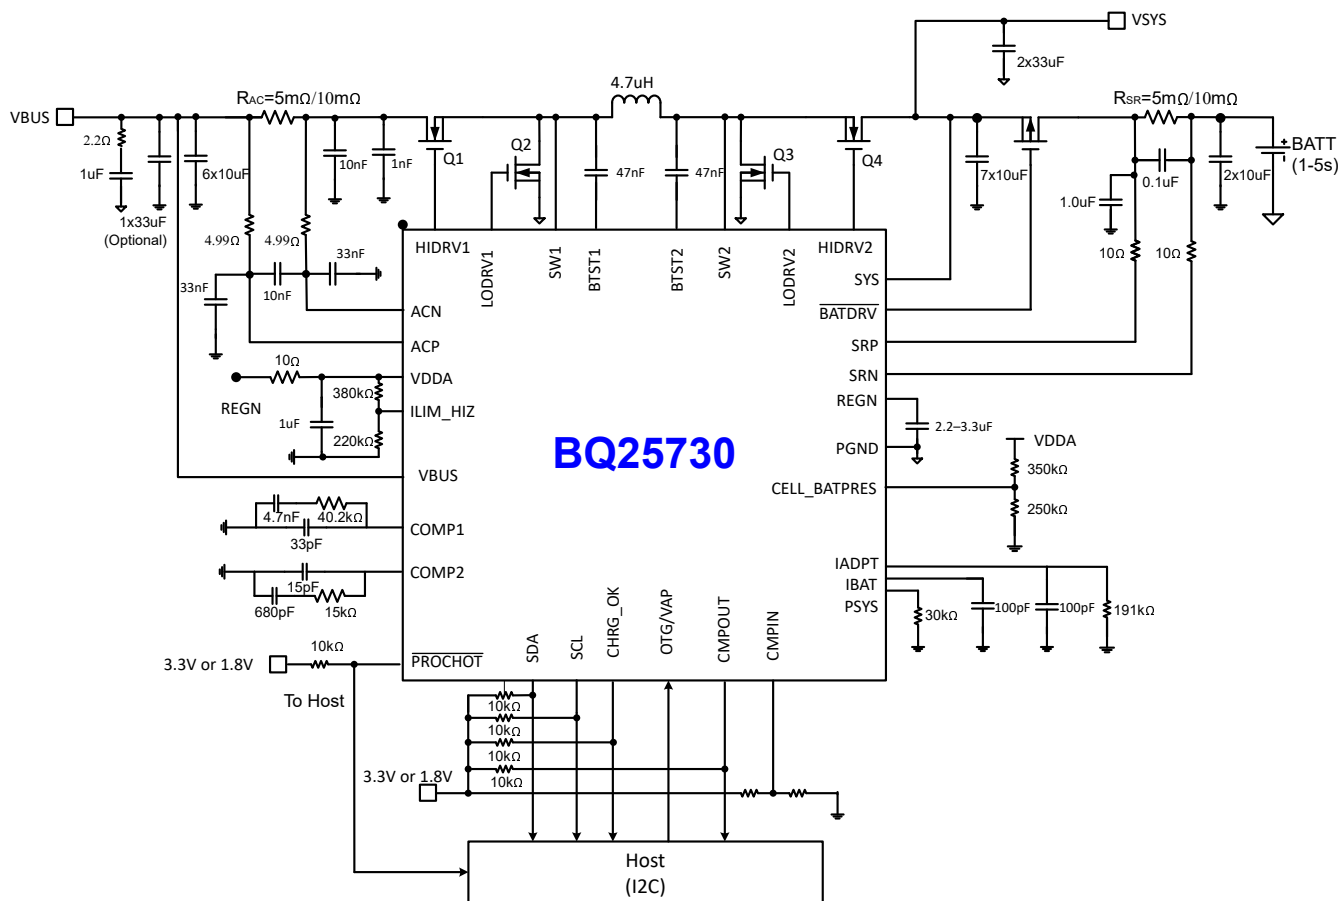 VSYS
2x33uF
4.7uH
RAC=5mΩ/10mΩ
RSR=5mΩ/10mΩ
VBUS
2.2Ω
1uF
6x10uF
10nF
1nF
Q1
Q2
47nF
47nF
Q3
Q4
7x10uF
0.1uF
1.0uF
2x10uF
+
-
BATT
(1-5s)
1x33uF
(Optional)
4.99Ω
4.99Ω
10Ω
10Ω
33nF
10nF
33nF
HIDRV1
LODRV1
SW1
BTST1
BTST2
SW2
LODRV2
HIDRV2
SYS
BATDRV
SRP
SRN
REGN
PGND
CELL_BATPRES
IADPT
IBAT
PSYS
ACN
ACP
VDDA
ILIM_HIZ
VBUS
COMP1
COMP2
PROCHOT
SDA
SCL
CHRG_OK
OTG/VAP
CMPOUT
CMPIN
BQ25730
10Ω
REGN
380kΩ
1uF
220kΩ
4.7nF
40.2kΩ
33pF
15pF
680pF
15kΩ
2.2–3.3uF
VDDA
350kΩ
250kΩ
30kΩ
100pF
100pF
191kΩ
10kΩ
3.3V or 1.8V
To Host
10kΩ
10kΩ
10kΩ
10kΩ
3.3V or 1.8V
Host
(I2C)